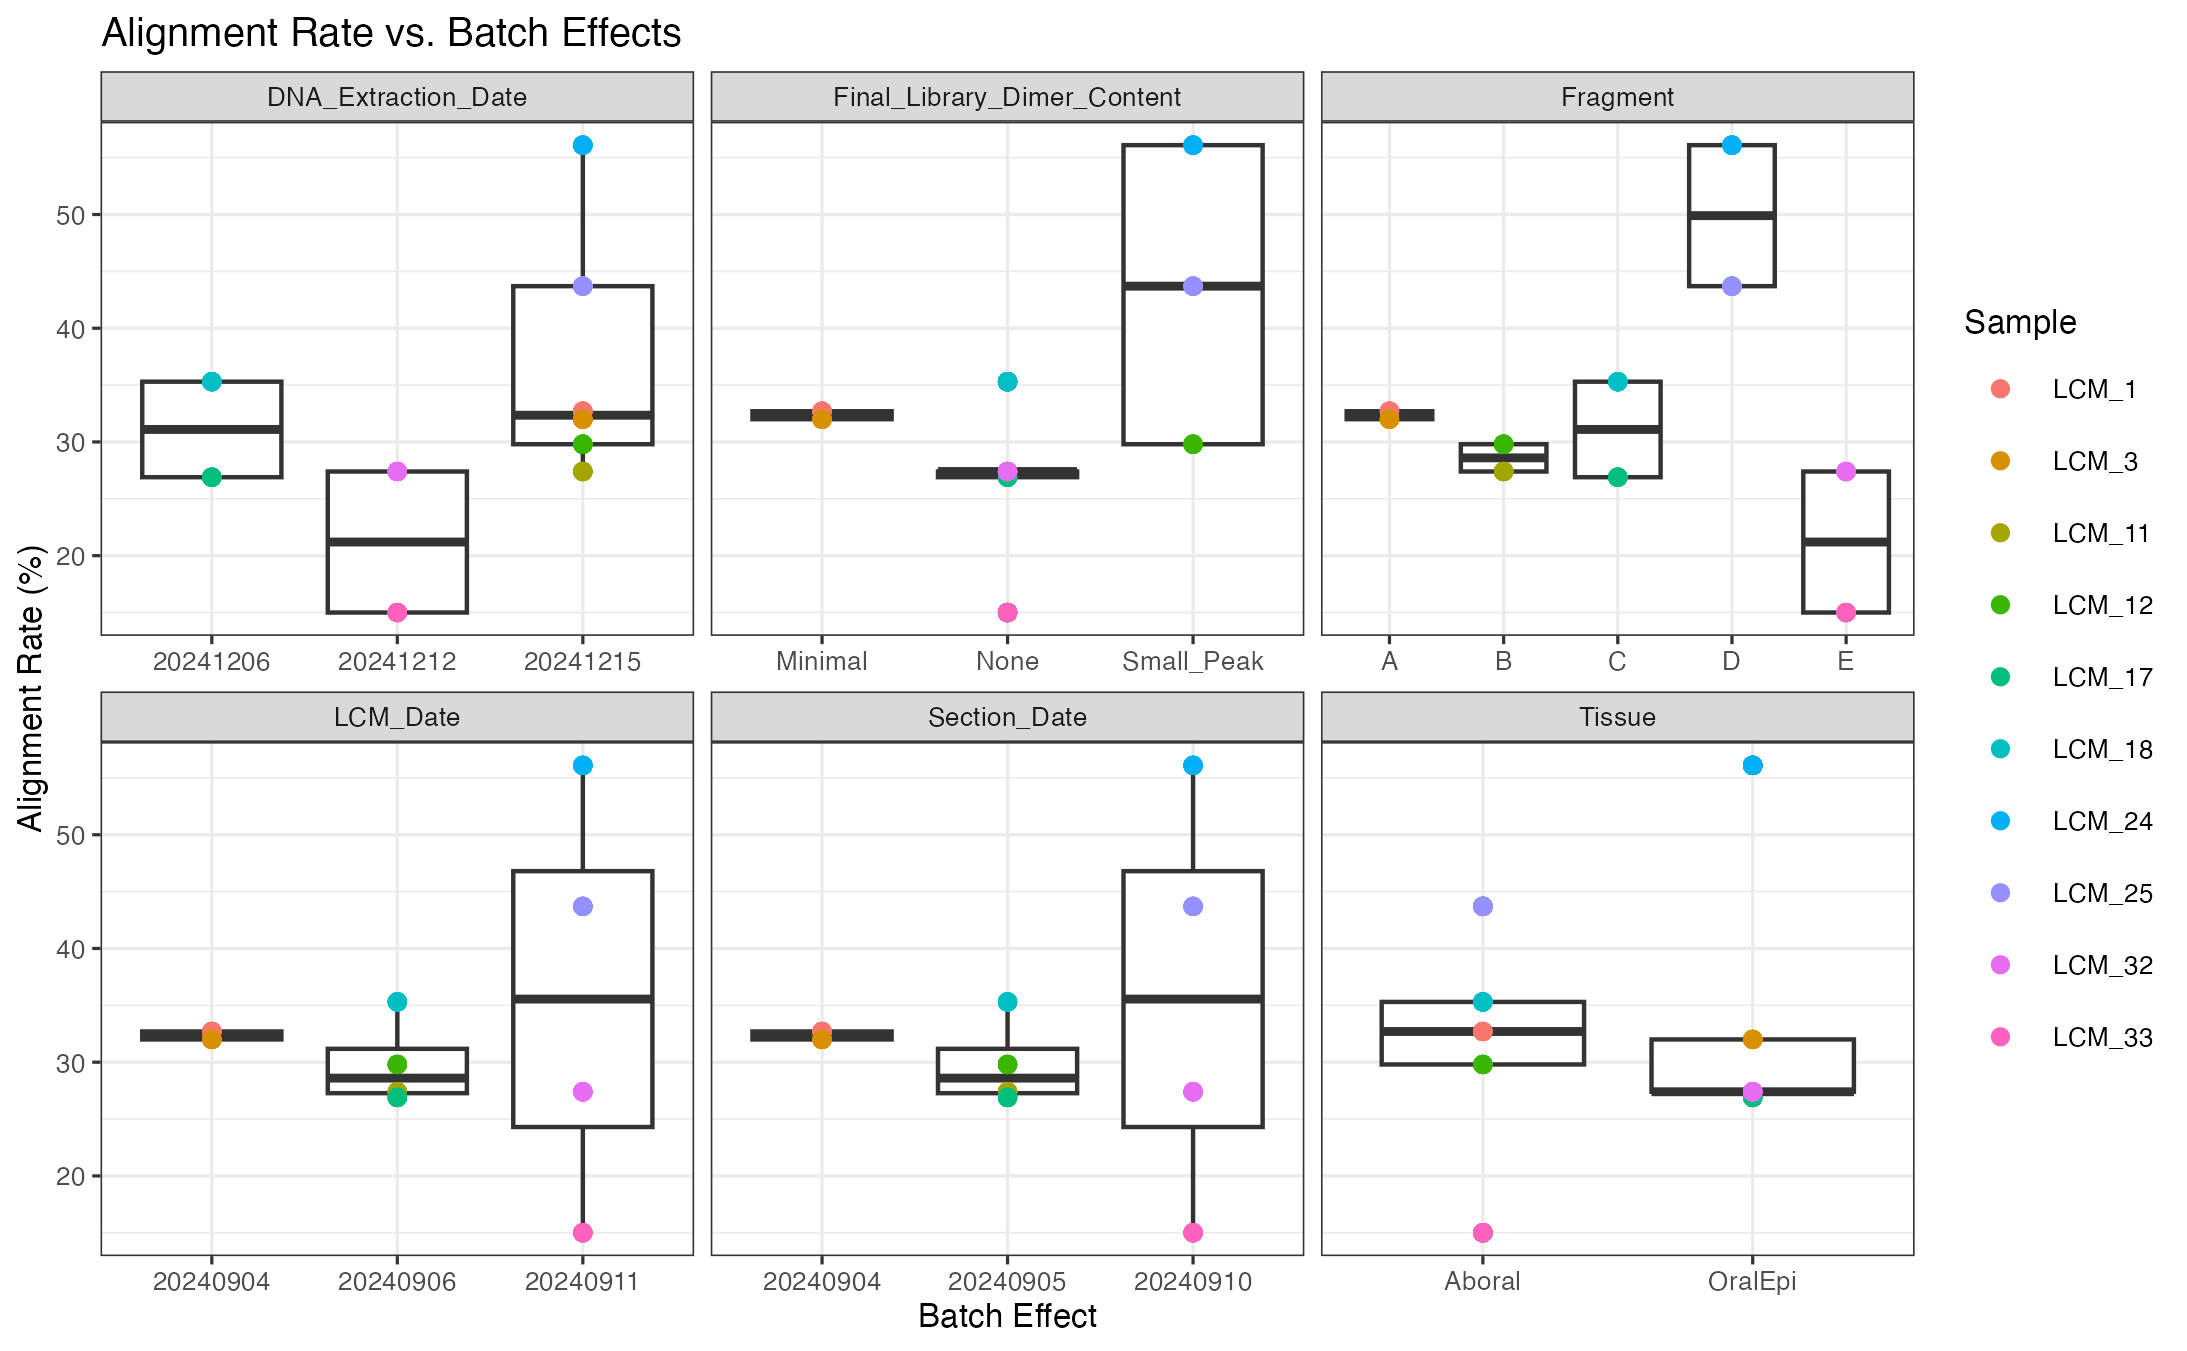 Alignment Rate vs. Batch Effects
DNA_Extraction_Date
Final_Library_Dimer_Content
Fragment
50
40
30
20
20241206
20241212
20241215
Minimal
None
Small_Peak
A
B
C
D
E
LCM_Date
Section_Date
Tissue
50
40
30
20
20240904
20240906
20240911
20240904
20240905
20240910
Aboral
OralEpi
Alignment Rate (%)
Batch Effect
Sample
LCM_1
LCM_3
LCM_11
LCM_12
LCM_17
LCM_18
LCM_24
LCM_25
LCM_32
LCM_33